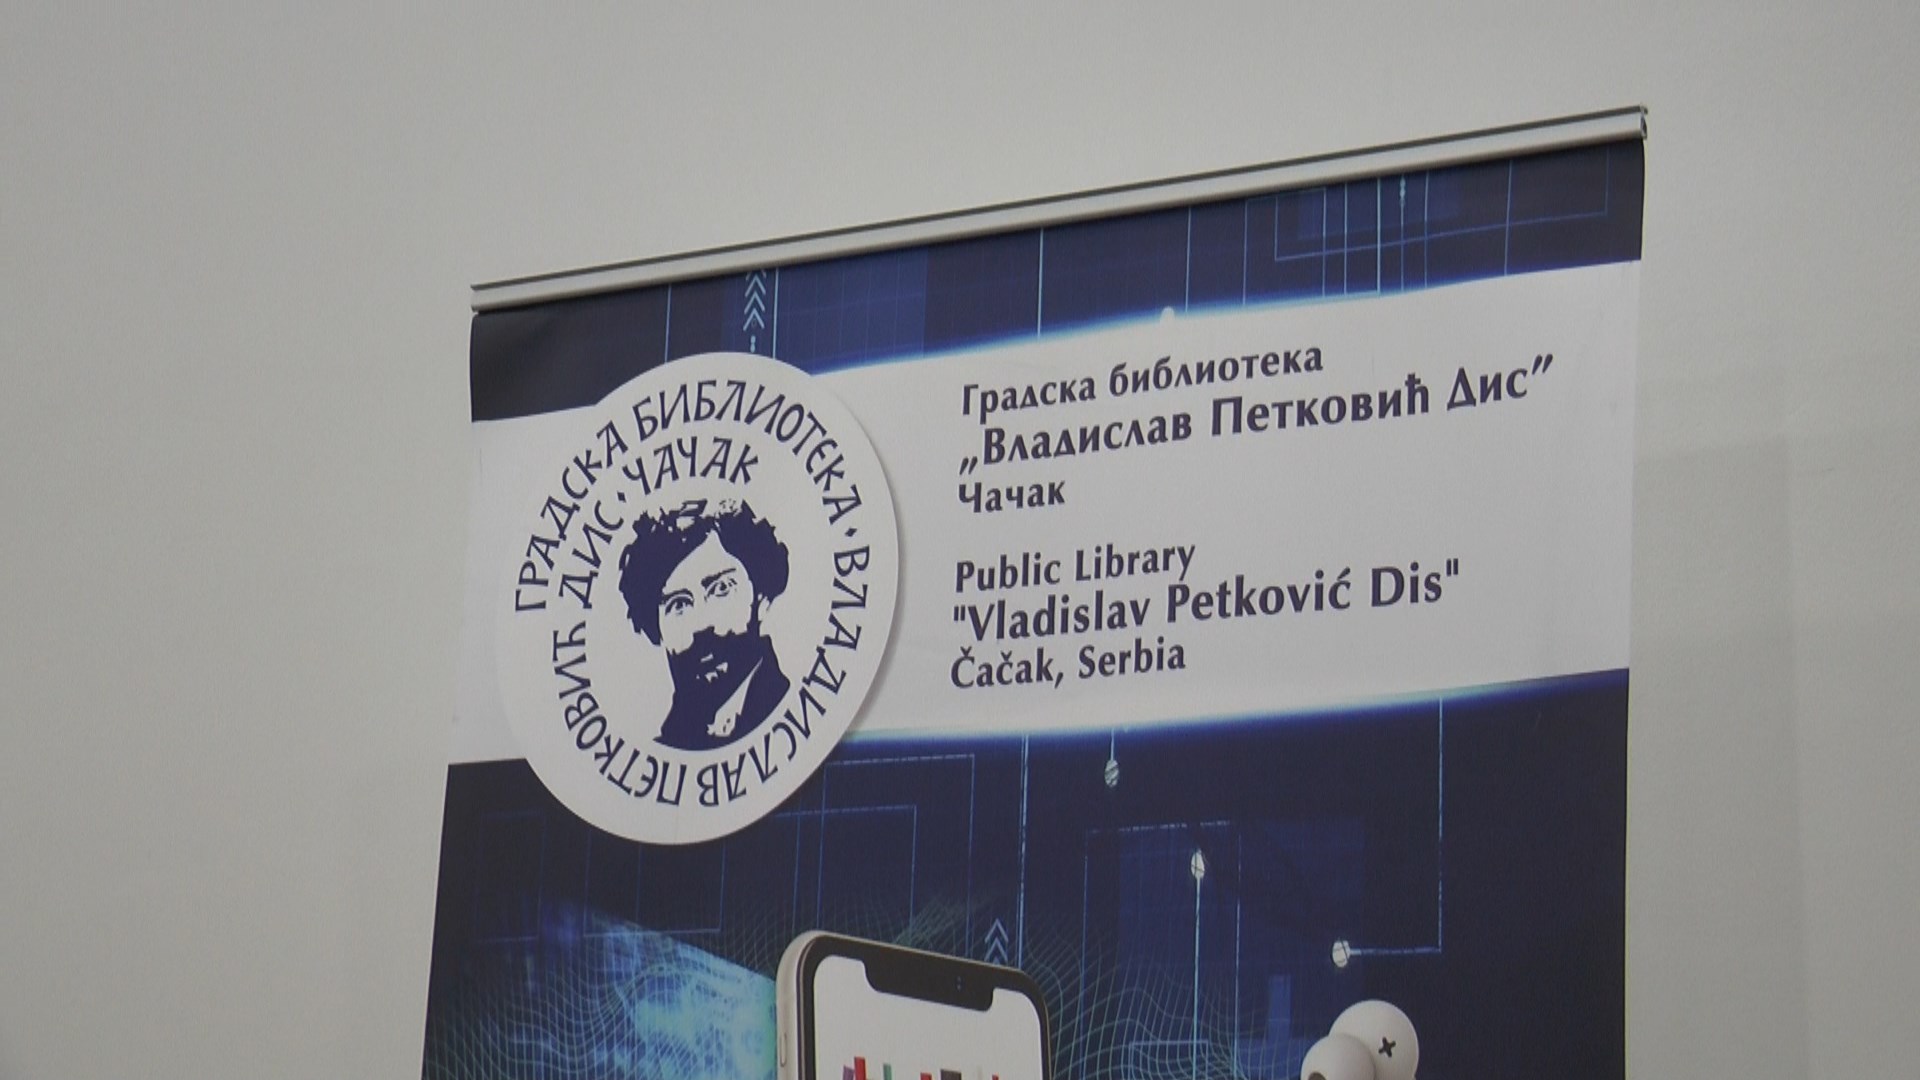 ГРАДСКА БИБЛИОТЕКА · ВЛАДИСЛАВ ПЕТКОВИЋ ДИС · ЧАЧАК
Градска библиотека
„Владислав Петковић Дис”
Чачак
Public Library
"Vladislav Petković Dis"
Čačak, Serbia